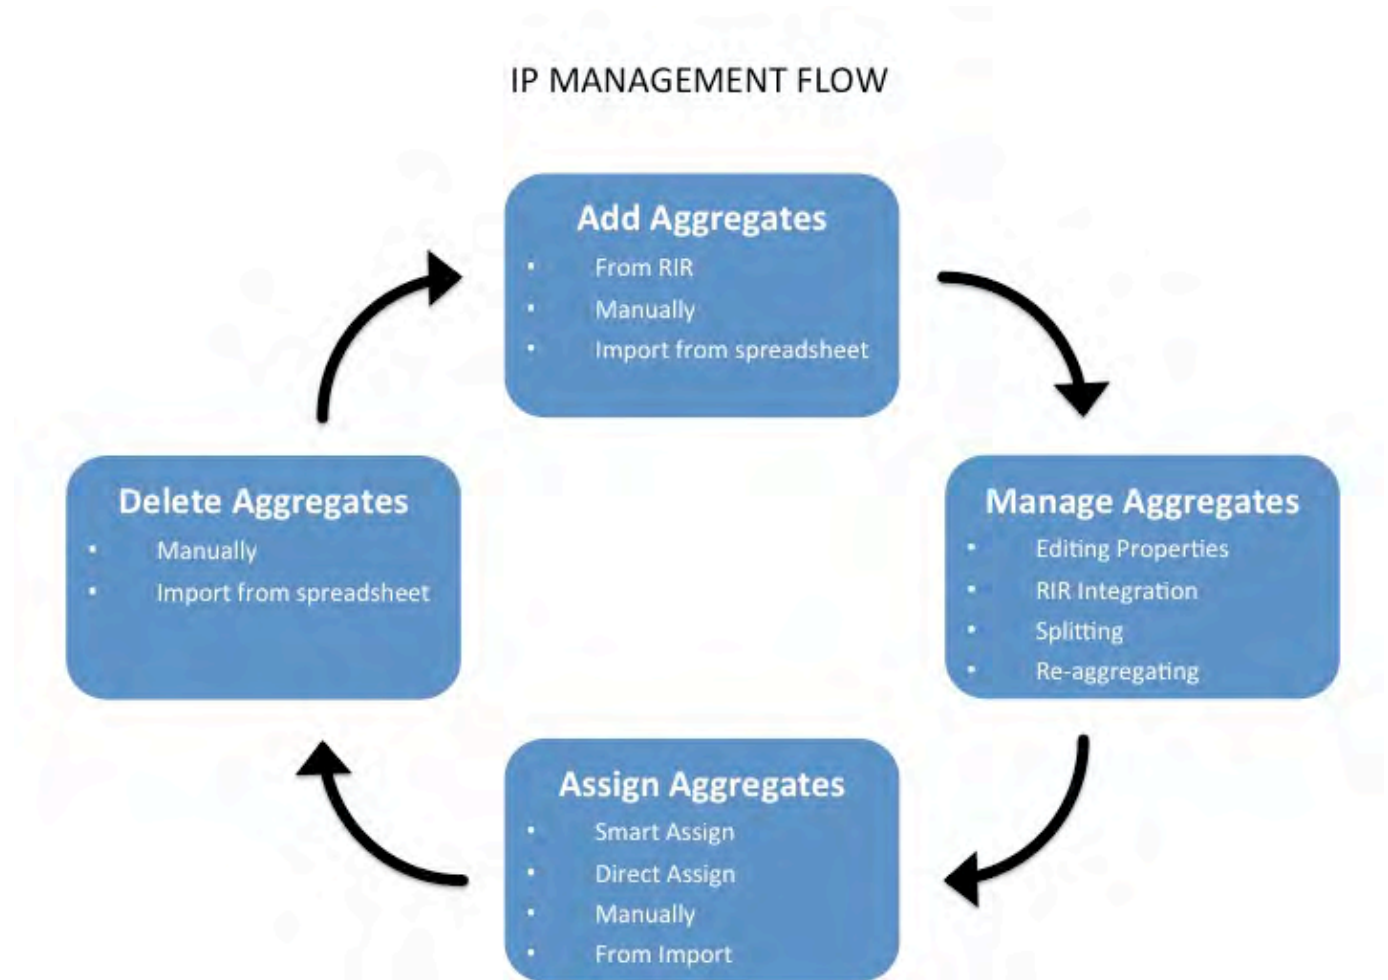 IP MANAGEMENT FLOW
Add Aggregates
• From RIR
• Manually
• Import from spreadsheet
Manage Aggregates
• Editing Properties
• RIR Integration
• Splitting
• Re-aggregating
Assign Aggregates
• Smart Assign
• Direct Assign
• Manually
• From Import
Delete Aggregates
• Manually
• Import from spreadsheet